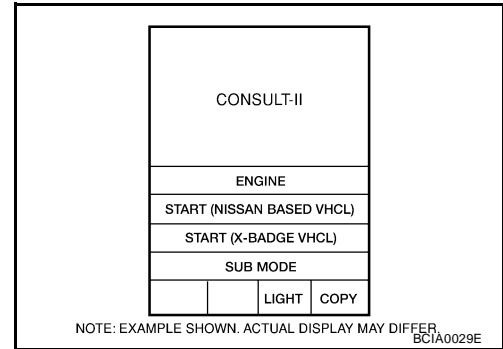 CONSULT-II
ENGINE
START (NISSAN BASED VHCL)
START (X-BADGE VHCL)
SUB MODE
LIGHT COPY
NOTE: EXAMPLE SHOWN. ACTUAL DISPLAY MAY DIFFER.
BCIA0029E